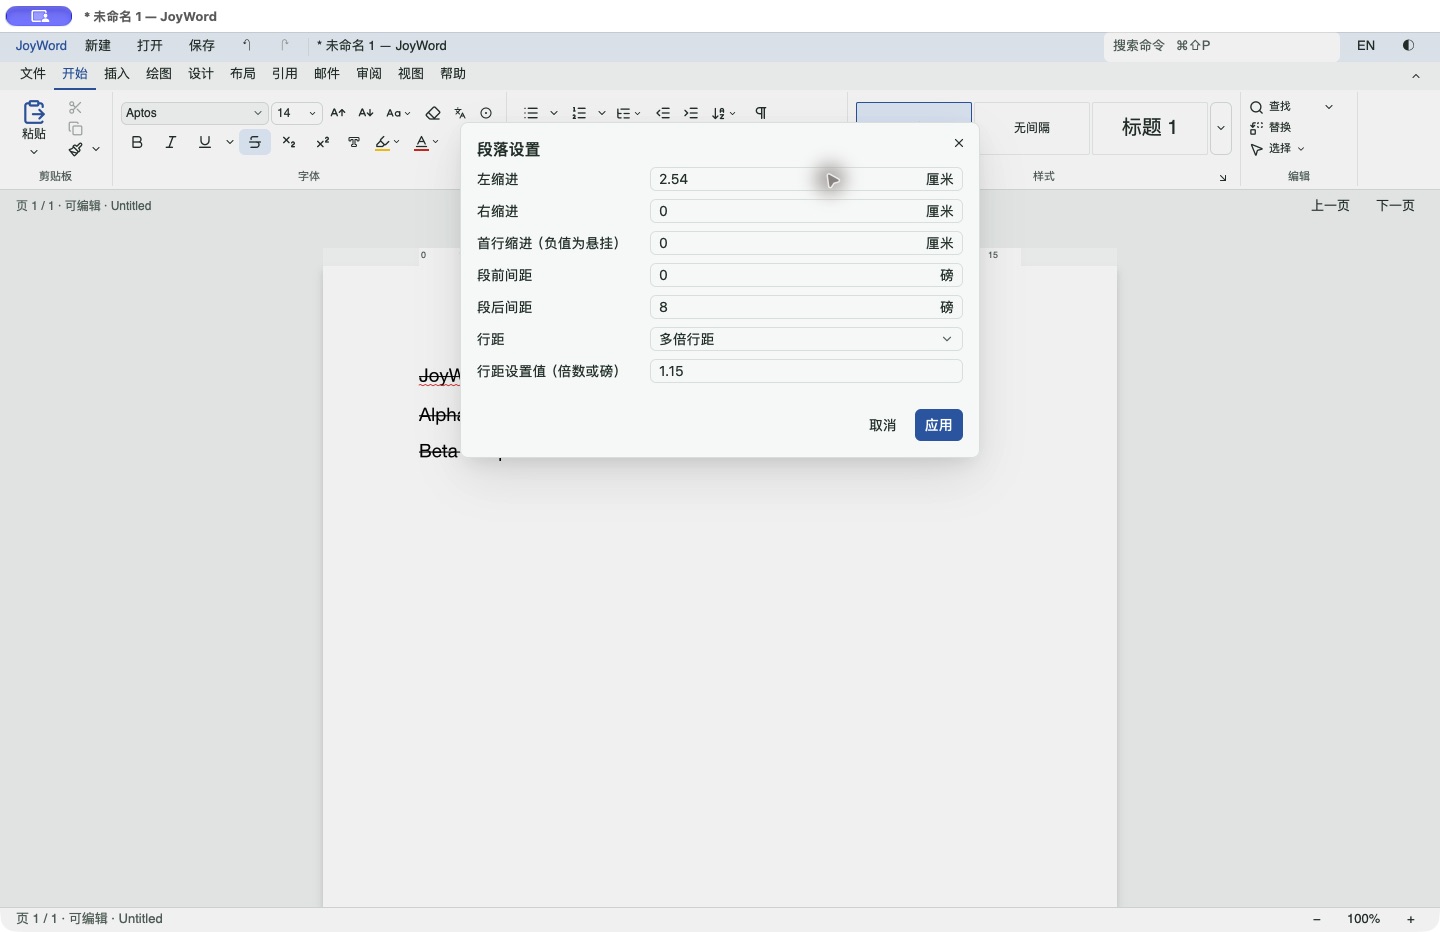 * 未命名 1 — JoyWord
JoyWord 新建 打开 保存 * 未命名 1 — JoyWord 搜索命令 ⌘⇧P EN
文件 开始 插入 绘图 设计 布局 引用 邮件 审阅 视图 帮助
粘贴
剪贴板
Aptos 14
字体
无间隔 标题 1
样式
查找
替换
选择
编辑
页 1 / 1 · 可编辑 · Untitled 上一页 下一页
0 15
段落设置
左缩进 2.54 厘米
右缩进 0 厘米
首行缩进（负值为悬挂） 0 厘米
段前间距 0 磅
段后间距 8 磅
行距 多倍行距
行距设置值（倍数或磅） 1.15
取消 应用
Beta
页 1 / 1 · 可编辑 · Untitled − 100% +